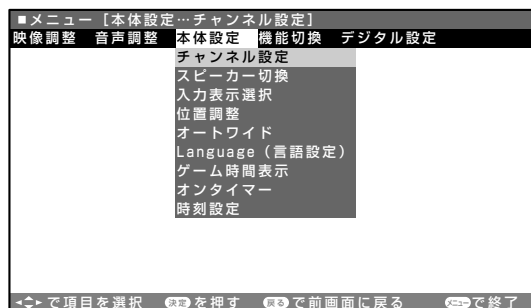 ■メニュー [本体設定…チャンネル設定]
映像調整 音声調整 本体設定 機能切換 デジタル設定
チャンネル設定
スピーカー切換
入力表示選択
位置調整
オートワイド
Language(言語設定)
ゲーム時間表示
オンタイマー
時刻設定
で項目を選択 決定を押す 戻るで前画面に戻る メニューで終了